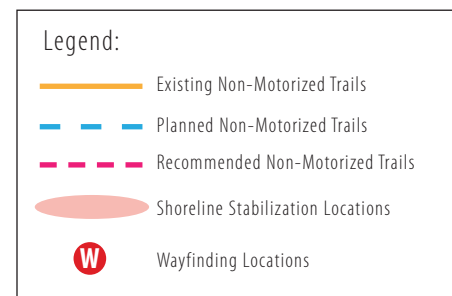 Legend:
Existing Non-Motorized Trails
Planned Non-Motorized Trails
Recommended Non-Motorized Trails
Shoreline Stabilization Locations
W Wayfinding Locations